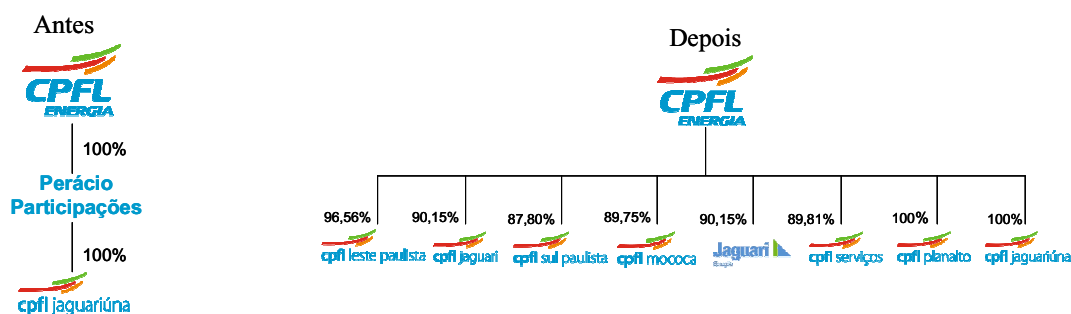 Antes
CPFL
ENERGIA
100%
Perácio
Participações
100%
cpfl jaguariúna
Depois
CPFL
ENERGIA
96,56% 90,15% 87,80% 89,75% 90,15% 89,81% 100% 100%
cpfl leste paulista cpfl jaguari cpfl sul paulista cpfl mococa Jaguari cpfl serviços cpfl planalto cpfl jaguariúna